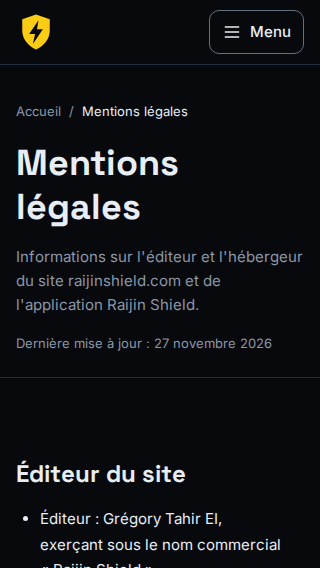 Menu
Accueil / Mentions légales
Mentions
légales
Informations sur l'éditeur et l'hébergeur
du site raijinshield.com et de
l'application Raijin Shield.
Dernière mise à jour : 27 novembre 2026
Éditeur du site
• Éditeur : Grégory Tahir El,
exerçant sous le nom commercial
« Raijin Shield »